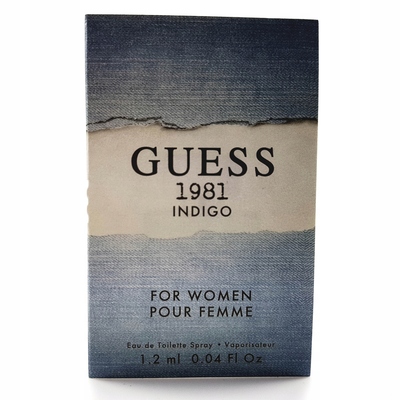 GUESS
1981
INDIGO
FOR WOMEN
POUR FEMME
Eau de Toilette Spray • Vaporisateur
1.2 ml 0.04 Fl Oz